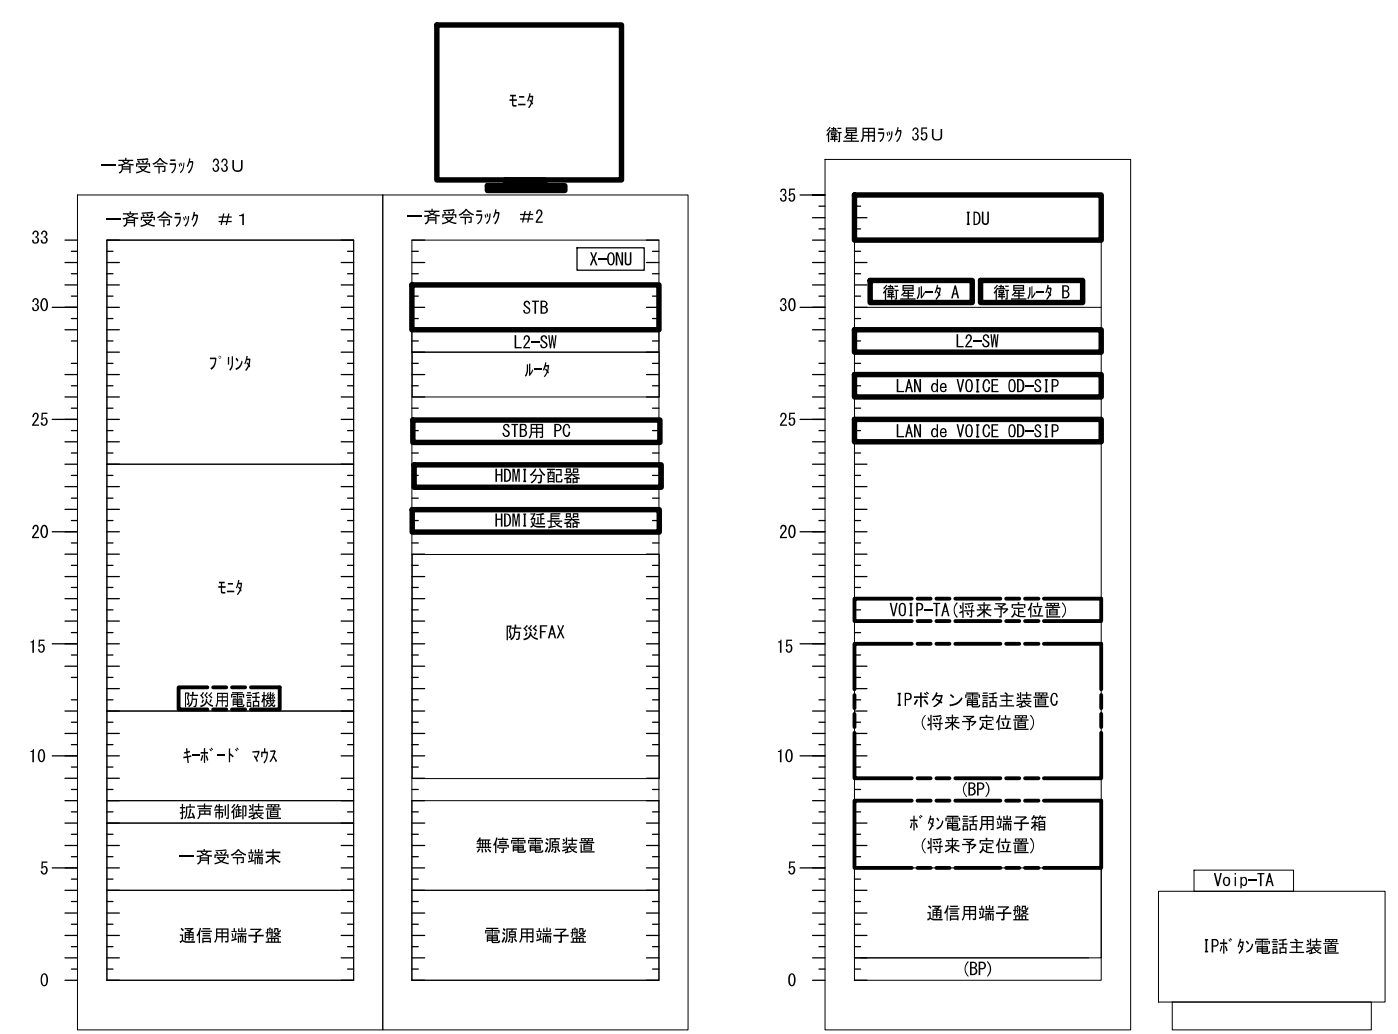 モニタ
一斉受令ラック 33U
一斉受令ラック #1
33
30
25
20
15
10
5
0
プリンタ
モニタ
防災用電話機
キーボード マウス
拡声制御装置
一斉受令端末
通信用端子盤
一斉受令ラック #2
X-ONU
STB
L2-SW
ルータ
STB用 PC
HDMI分配器
HDMI延長器
防災FAX
無停電電源装置
電源用端子盤
衛星用ラック 35U
35
30
25
20
15
10
5
0
IDU
衛星ルータ A 衛星ルータ B
L2-SW
LAN de VOICE OD-SIP
LAN de VOICE OD-SIP
VOIP-TA(将来予定位置)
IPボタン電話主装置C
(将来予定位置)
(BP)
ボタン電話用端子箱
(将来予定位置)
通信用端子盤
(BP)
Voip-TA
IPボタン電話主装置